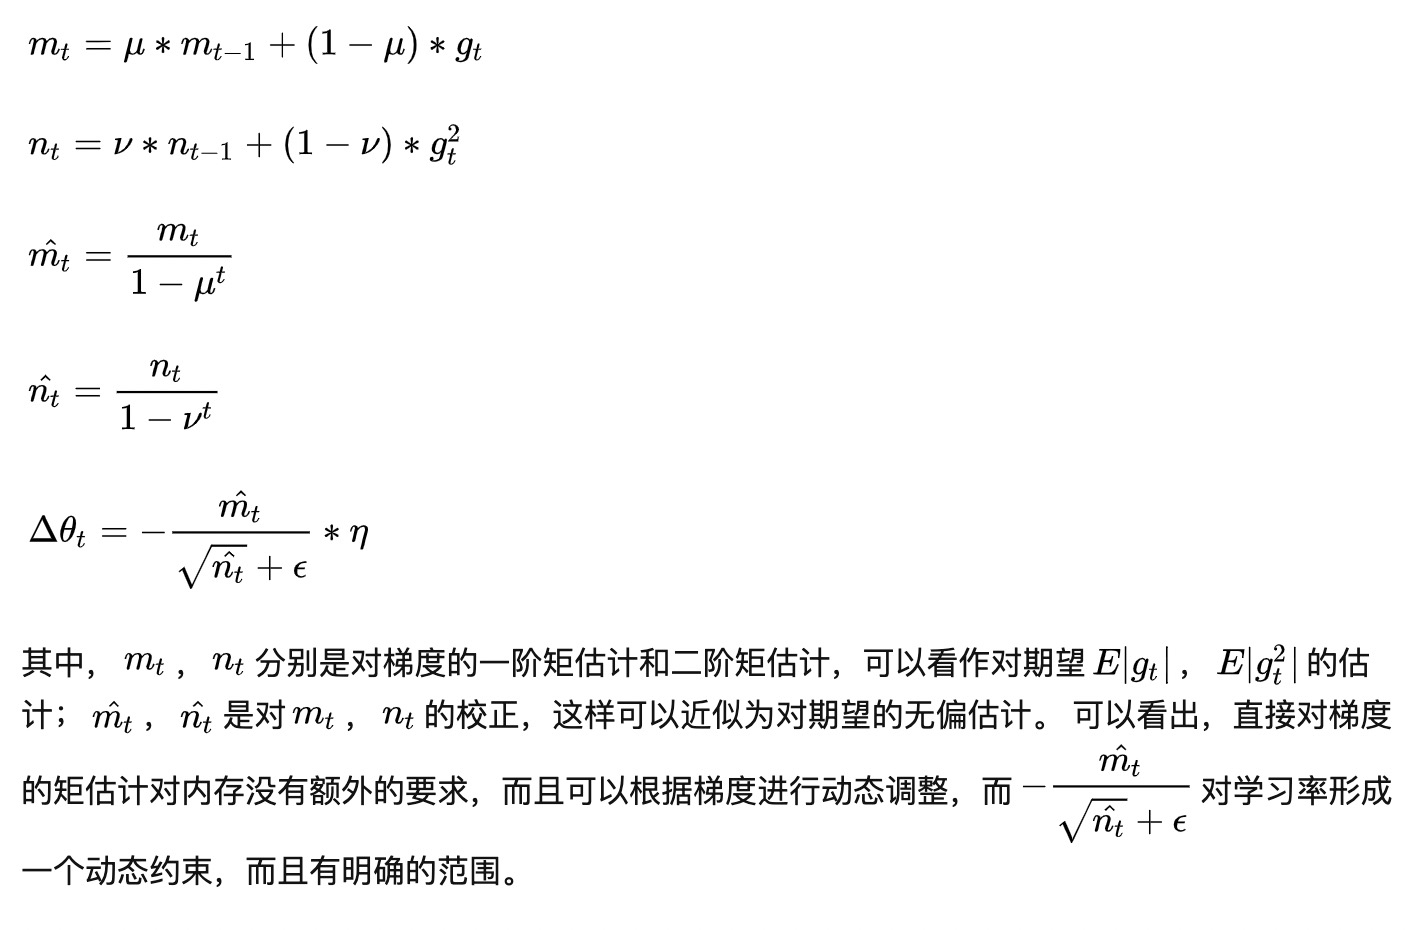 $m_t = \mu * m_{t-1} + (1 - \mu) * g_t$
$n_t = \nu * n_{t-1} + (1 - \nu) * g_t^2$
$\hat{m_t} = \frac{m_t}{1 - \mu^t}$
$\hat{n_t} = \frac{n_t}{1 - \nu^t}$
$\Delta\theta_t = -\frac{\hat{m_t}}{\sqrt{\hat{n_t}} + \epsilon} * \eta$
其中， $m_t$ ， $n_t$ 分别是对梯度的一阶矩估计和二阶矩估计，可以看作对期望 $E|g_t|$ ， $E|g_t^2|$ 的估
计； $\hat{m_t}$ ， $\hat{n_t}$ 是对 $m_t$ ， $n_t$ 的校正，这样可以近似为对期望的无偏估计。 可以看出，直接对梯度
的矩估计对内存没有额外的要求，而且可以根据梯度进行动态调整，而 $-\frac{\hat{m_t}}{\sqrt{\hat{n_t}} + \epsilon}$ 对学习率形成
一个动态约束，而且有明确的范围。